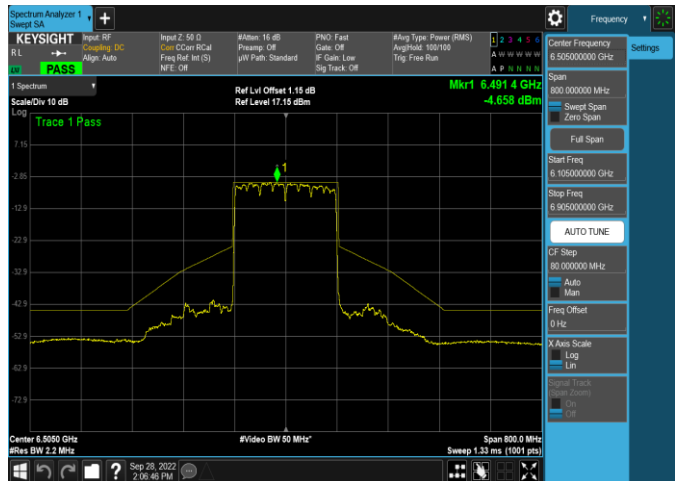 Spectrum Analyzer 1
Swept SA
Frequency
KEYSIGHT
Input: RF
Input Z: 50 Ω
#Atten: 16 dB
PNO: Fast
#Avg Type: Power (RMS)
1 2 3 4 5 6
RL
Coupling: DC
Corr CCorr RCal
Preamp: Off
Gate: Off
Avg|Hold: 100/100
A W W W W W
Align: Auto
Freq Ref: Int (S)
µW Path: Standard
IF Gain: Low
Trig: Free Run
PASS
NFE: Off
Sig Track: Off
A P N N N N
1 Spectrum
Ref Lvl Offset 1.15 dB
Mkr1 6.491 4 GHz
Scale/Div 10 dB
Ref Level 17.15 dBm
-4.658 dBm
Log
Trace 1 Pass
7.15
1
-2.85
-12.9
-22.9
-32.9
-42.9
-52.9
-62.9
-72.9
Center 6.5050 GHz
#Video BW 50 MHz*
Span 800.0 MHz
#Res BW 2.2 MHz
Sweep 1.33 ms (1001 pts)
Sep 28, 2022
2:06:46 PM
Settings
Center Frequency
6.505000000 GHz
Span
800.000000 MHz
Swept Span
Zero Span
Full Span
Start Freq
6.105000000 GHz
Stop Freq
6.905000000 GHz
AUTO TUNE
CF Step
80.000000 MHz
Auto
Man
Freq Offset
0 Hz
X Axis Scale
Log
Lin
Signal Track
(Span Zoom)
On
Off